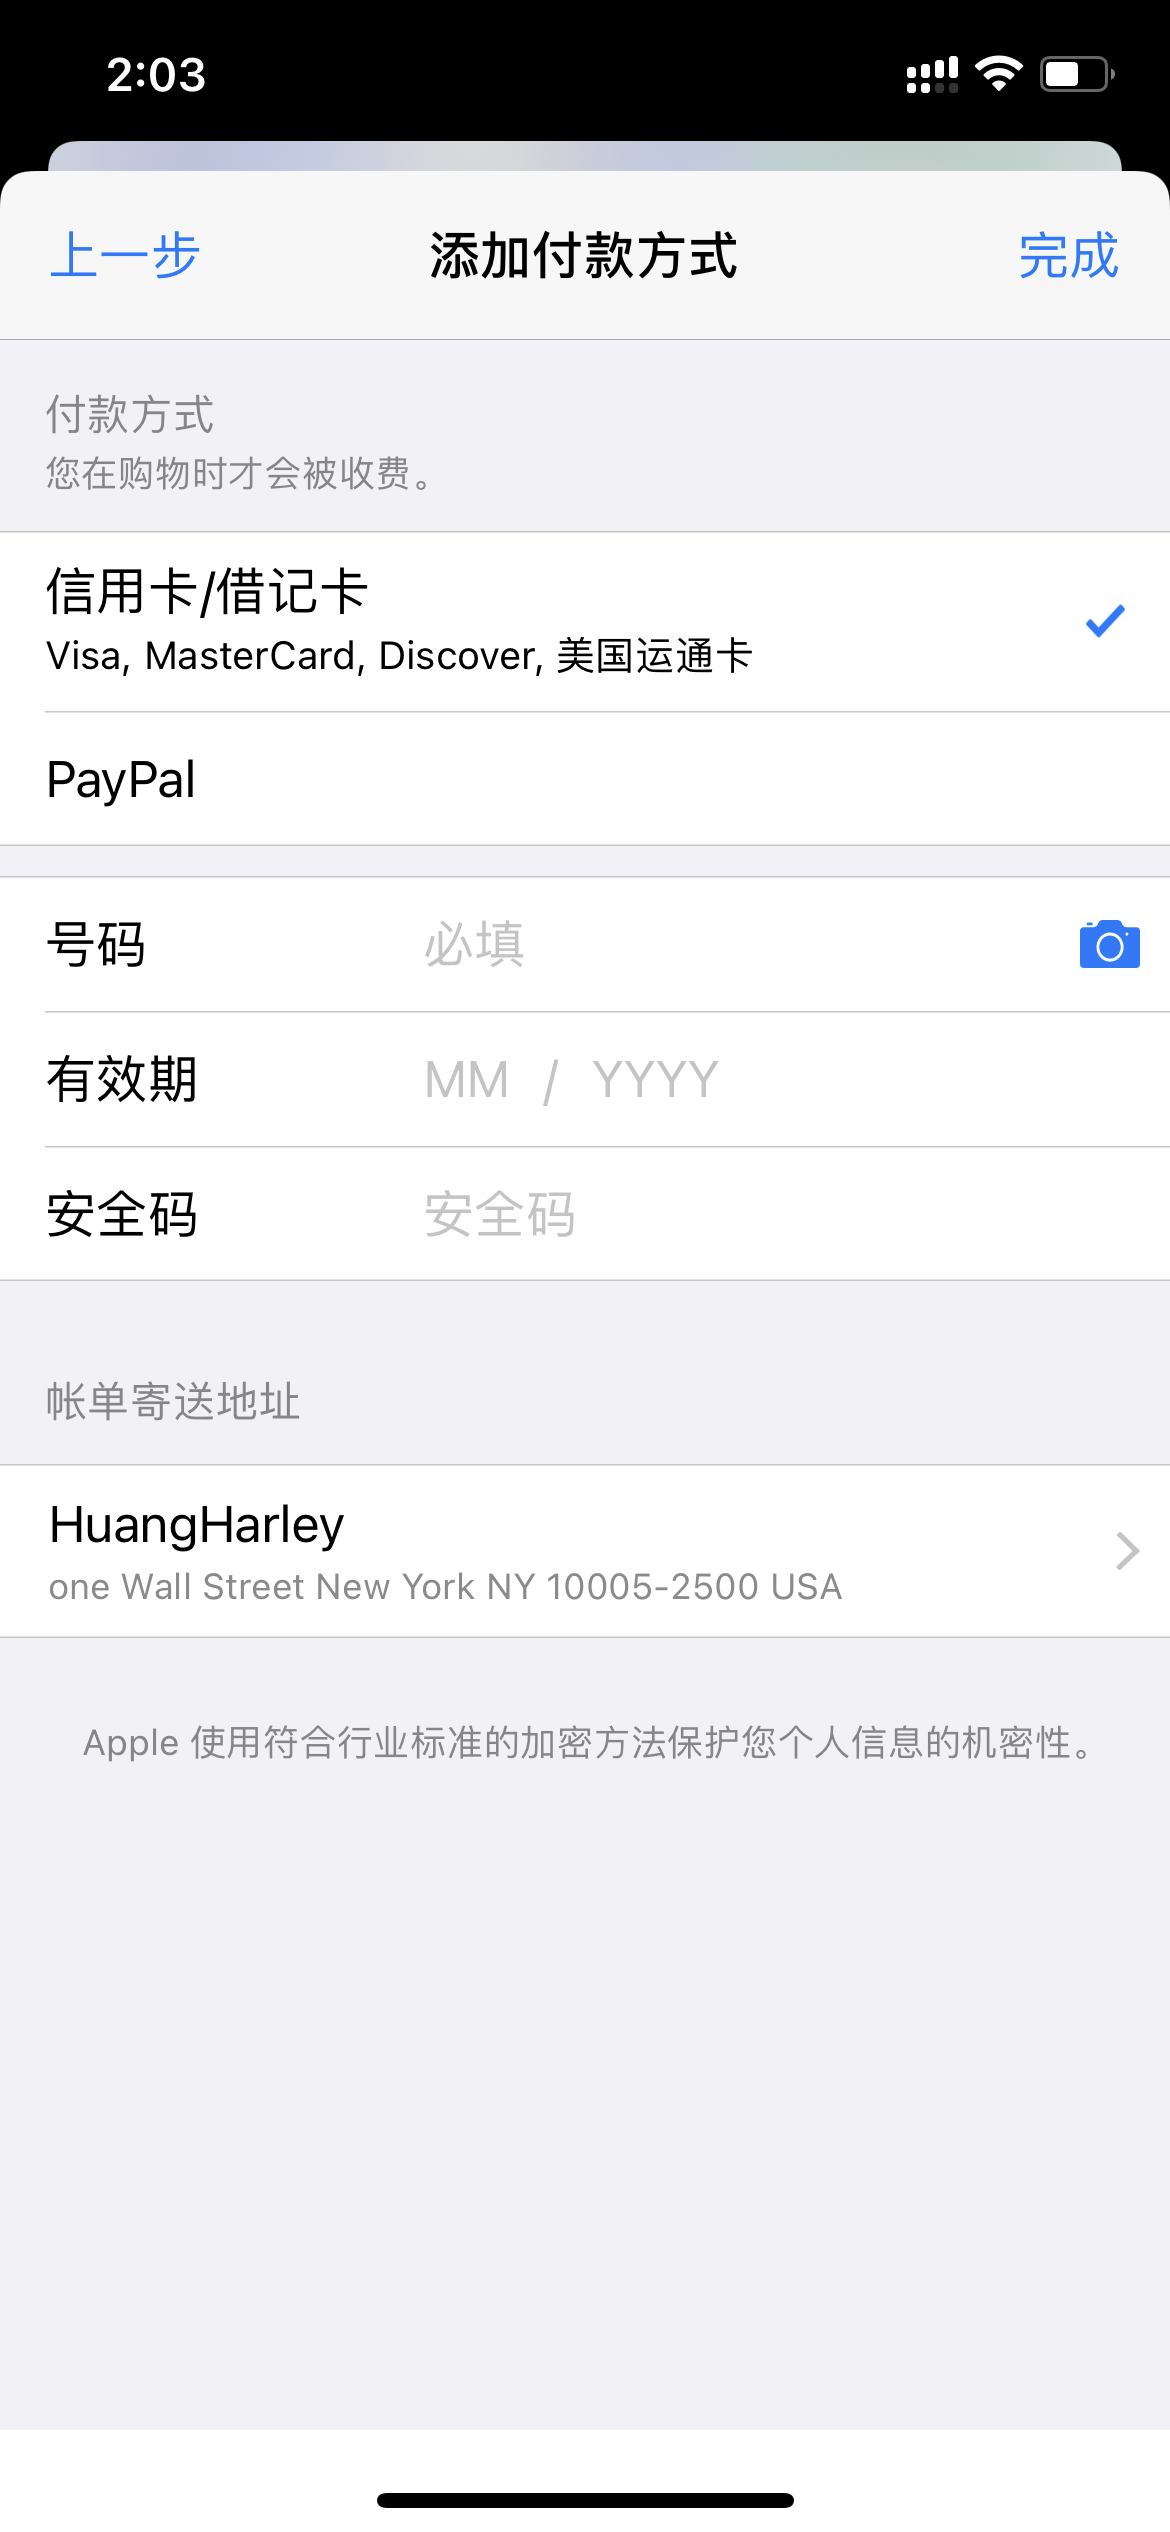 2:03
上一步 添加付款方式 完成
付款方式
您在购物时才会被收费。
信用卡/借记卡
Visa, MasterCard, Discover, 美国运通卡
PayPal
号码 必填
有效期 MM / YYYY
安全码 安全码
帐单寄送地址
HuangHarley
one Wall Street New York NY 10005-2500 USA
Apple 使用符合行业标准的加密方法保护您个人信息的机密性。